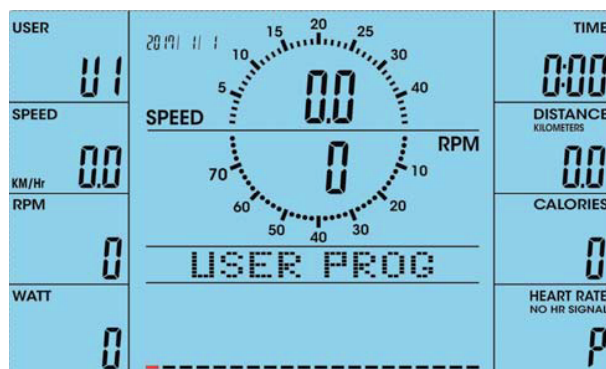 USER
U1
SPEED
KM/Hr 0.0
RPM
0
WATT
0
2017/ 1/ 1
5 10 15 20 25 30 40
SPEED 0.0
0 RPM
70 60 50 40 30 20 10
USER PROG
TIME
0:00
DISTANCE
KILOMETERS
0.0
CALORIES
0
HEART RATE
NO HR SIGNAL
P